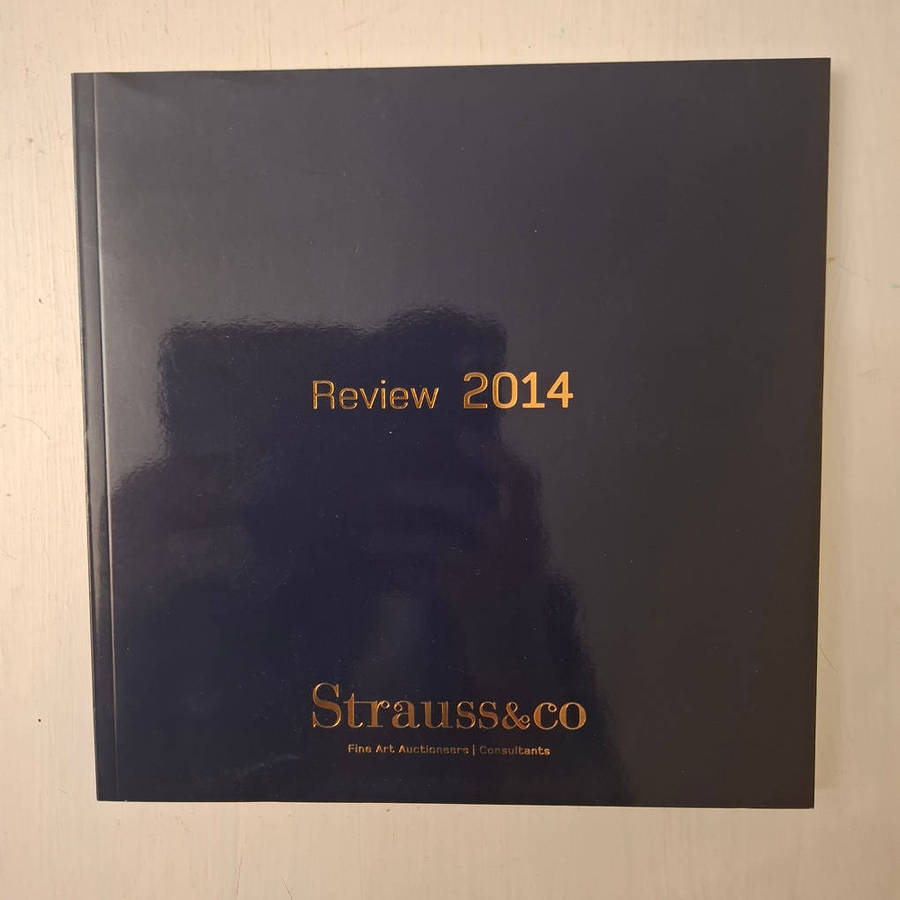 Review 2014
Strauss&co
Fine Art Auctioneers | Consultants